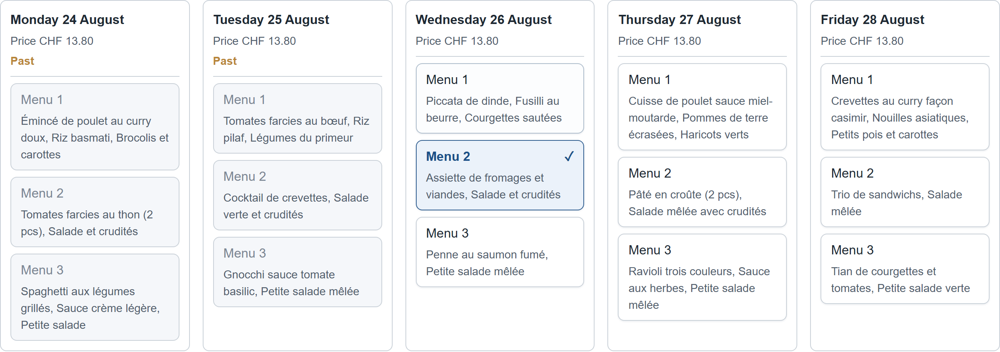 Monday 24 August
Price CHF 13.80
Past
Menu 1
Émincé de poulet au curry
doux, Riz basmati, Brocolis et
carottes
Menu 2
Tomates farcies au thon (2
pcs), Salade et crudités
Menu 3
Spaghetti aux légumes
grillés, Sauce crème légère,
Petite salade
Tuesday 25 August
Price CHF 13.80
Past
Menu 1
Tomates farcies au bœuf, Riz
pilaf, Légumes du primeur
Menu 2
Cocktail de crevettes, Salade
verte et crudités
Menu 3
Gnocchi sauce tomate
basilic, Petite salade mêlée
Wednesday 26 August
Price CHF 13.80
Menu 1
Piccata de dinde, Fusilli au
beurre, Courgettes sautées
Menu 2 ✓
Assiette de fromages et
viandes, Salade et crudités
Menu 3
Penne au saumon fumé,
Petite salade mêlée
Thursday 27 August
Price CHF 13.80
Menu 1
Cuisse de poulet sauce miel-
moutarde, Pommes de terre
écrasées, Haricots verts
Menu 2
Pâté en croûte (2 pcs),
Salade mêlée avec crudités
Menu 3
Ravioli trois couleurs, Sauce
aux herbes, Petite salade
mêlée
Friday 28 August
Price CHF 13.80
Menu 1
Crevettes au curry façon
casimir, Nouilles asiatiques,
Petits pois et carottes
Menu 2
Trio de sandwichs, Salade
mêlée
Menu 3
Tian de courgettes et
tomates, Petite salade verte